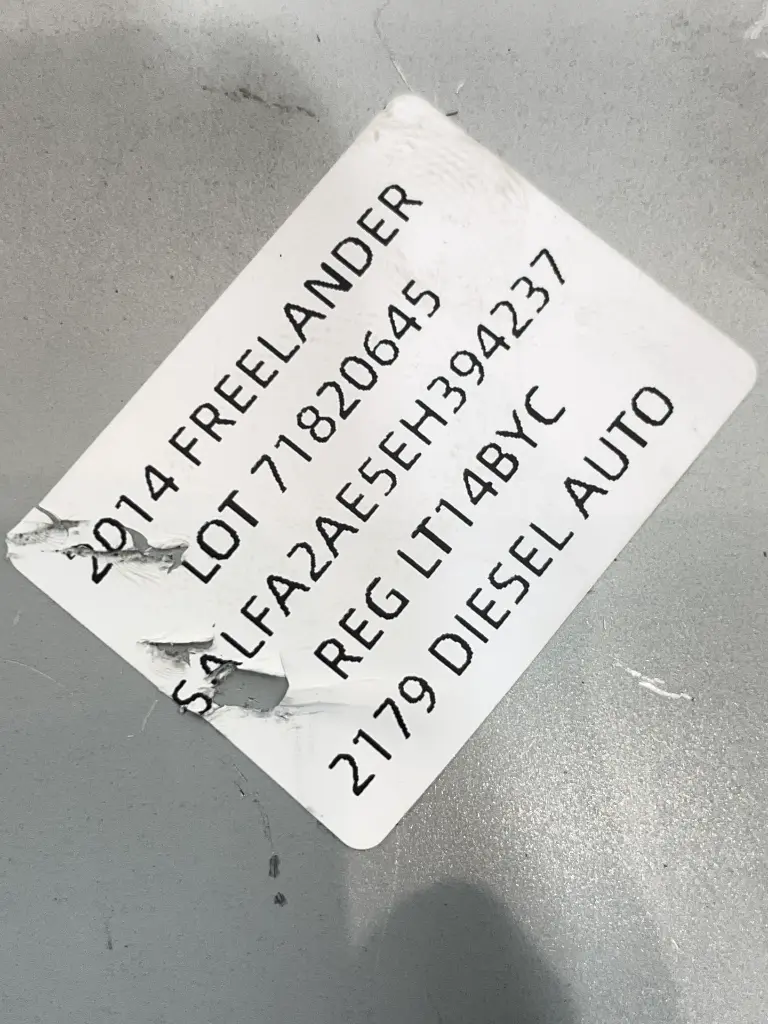 2014 FREELANDER
LOT 71820645
SALFA2AE5EH394237
REG LT14BYC
2179 DIESEL AUTO